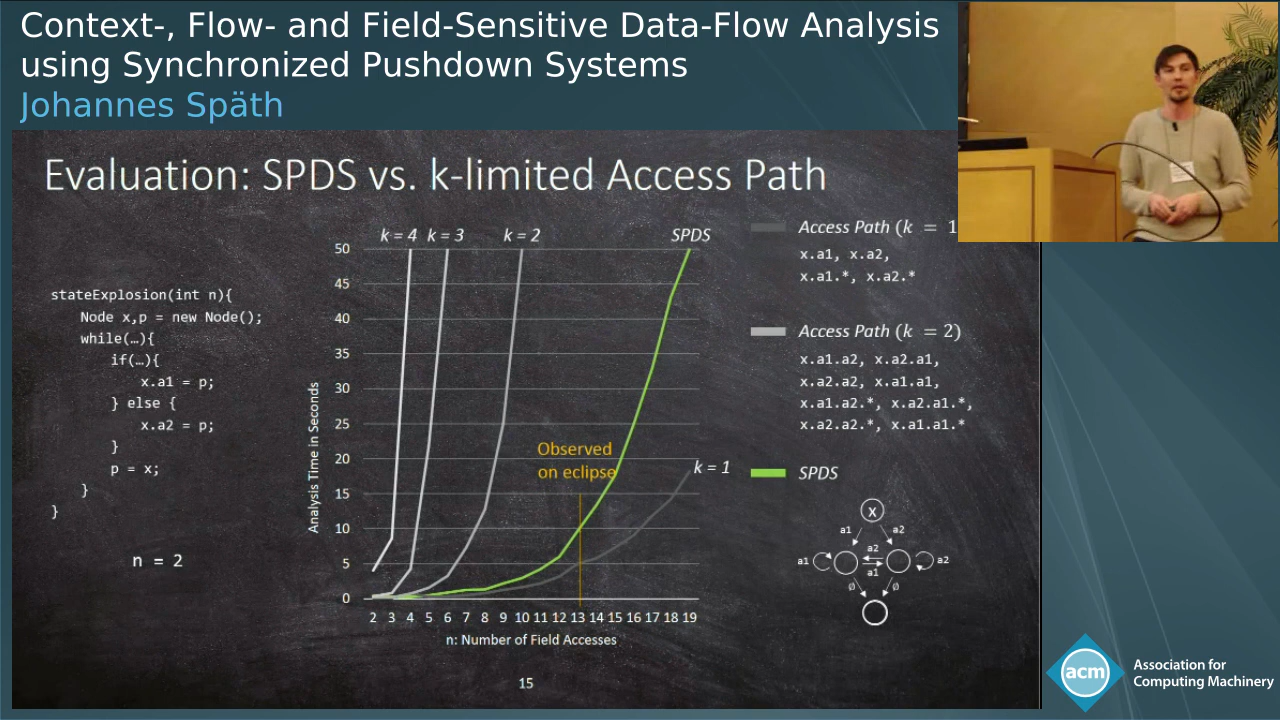 Context-, Flow- and Field-Sensitive Data-Flow Analysis
using Synchronized Pushdown Systems
Johannes Späth
Evaluation: SPDS vs. k-limited Access Path
stateExplosion(int n){
Node x,p = new Node();
while(…){
if(…){
x.a1 = p;
} else {
x.a2 = p;
}
p = x;
}
}
n = 2
k = 4 k = 3 k = 2 SPDS
50
45
40
35
30
25
20
15
10
5
0
Analysis Time in Seconds
Observed
on eclipse
k = 1
2 3 4 5 6 7 8 9 10 11 12 13 14 15 16 17 18 19
n: Number of Field Accesses
Access Path (k = 1
x.a1, x.a2,
x.a1.*, x.a2.*
Access Path (k = 2)
x.a1.a2, x.a2.a1,
x.a2.a2, x.a1.a1,
x.a1.a2.*, x.a2.a1.*,
x.a2.a2.*, x.a1.a1.*
SPDS
x
a1 a2
a2
a1 a2
a1
∅ ∅
15
acm
Association for
Computing Machinery